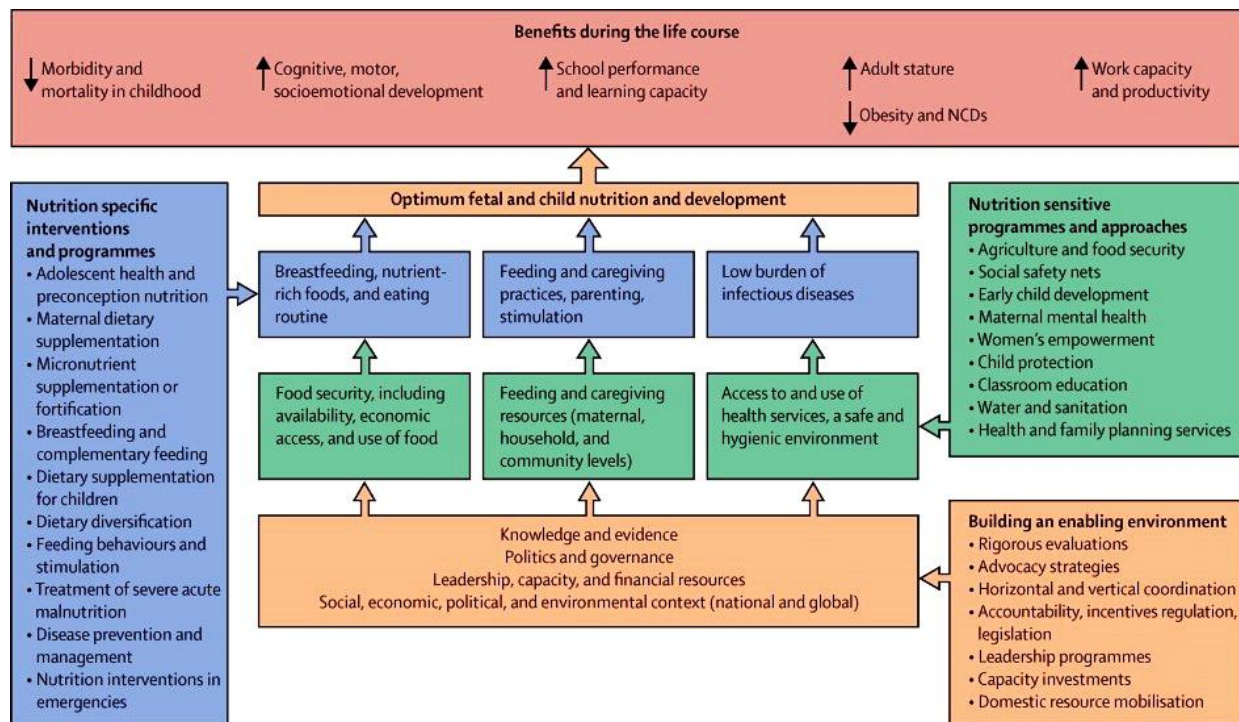 Benefits during the life course
Morbidity and
mortality in childhood
Cognitive, motor,
socioemotional development
School performance
and learning capacity
Adult stature
Obesity and NCDs
Work capacity
and productivity
Optimum fetal and child nutrition and development
Nutrition specific
interventions
and programmes
• Adolescent health and
preconception nutrition
• Maternal dietary
supplementation
• Micronutrient
supplementation or
fortification
• Breastfeeding and
complementary feeding
• Dietary supplementation
for children
• Dietary diversification
• Feeding behaviours and
stimulation
• Treatment of severe acute
malnutrition
• Disease prevention and
management
• Nutrition interventions in
emergencies
Breastfeeding, nutrient-
rich foods, and eating
routine
Feeding and caregiving
practices, parenting,
stimulation
Low burden of
infectious diseases
Food security, including
availability, economic
access, and use of food
Feeding and caregiving
resources (maternal,
household, and
community levels)
Access to and use of
health services, a safe and
hygienic environment
Knowledge and evidence
Politics and governance
Leadership, capacity, and financial resources
Social, economic, political, and environmental context (national and global)
Nutrition sensitive
programmes and approaches
• Agriculture and food security
• Social safety nets
• Early child development
• Maternal mental health
• Women's empowerment
• Child protection
• Classroom education
• Water and sanitation
• Health and family planning services
Building an enabling environment
• Rigorous evaluations
• Advocacy strategies
• Horizontal and vertical coordination
• Accountability, incentives regulation,
legislation
• Leadership programmes
• Capacity investments
• Domestic resource mobilisation